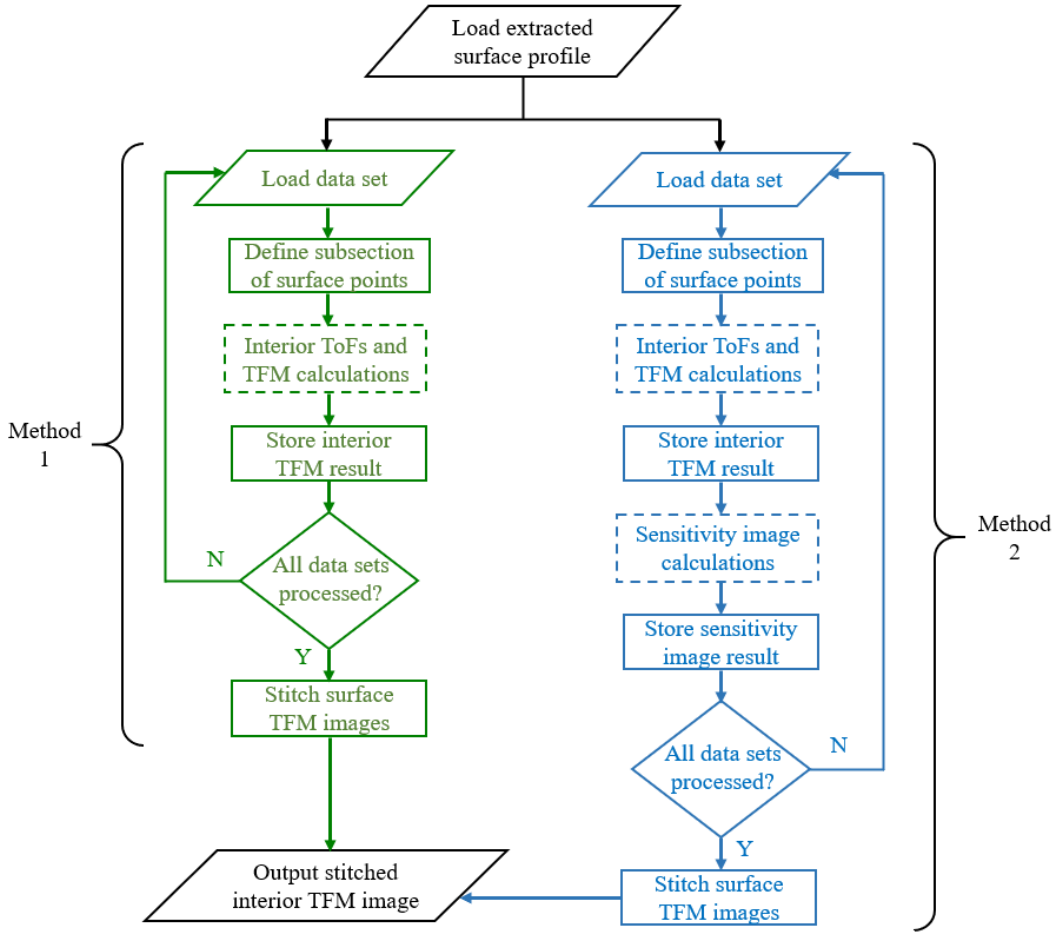 Load extracted
surface profile
Method
1
Load data set
Define subsection
of surface points
Interior ToFs and
TFM calculations
Store interior
TFM result
N
All data sets
processed?
Y
Stitch surface
TFM images
Load data set
Define subsection
of surface points
Interior ToFs and
TFM calculations
Store interior
TFM result
Sensitivity image
calculations
Store sensitivity
image result
All data sets
processed?
N
Y
Stitch surface
TFM images
Method
2
Output stitched
interior TFM image